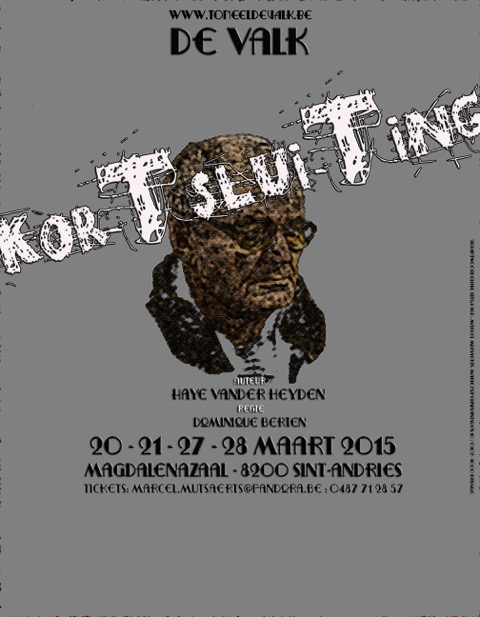 WWW.TONEELDEVALK.BE
DE VALK
KOR-T SLUI-TING
AUTEUR
HAYE VANDER HEYDEN
REGIE
DOMINIQUE BERTEN
20 - 21 - 27 - 28 MAART 2015
MAGDALENAZAAL - 8200 SINT-ANDRIES
TICKETS: MARCEL.MUTSAERTS@PANDORA.BE : 0487 71 28 57